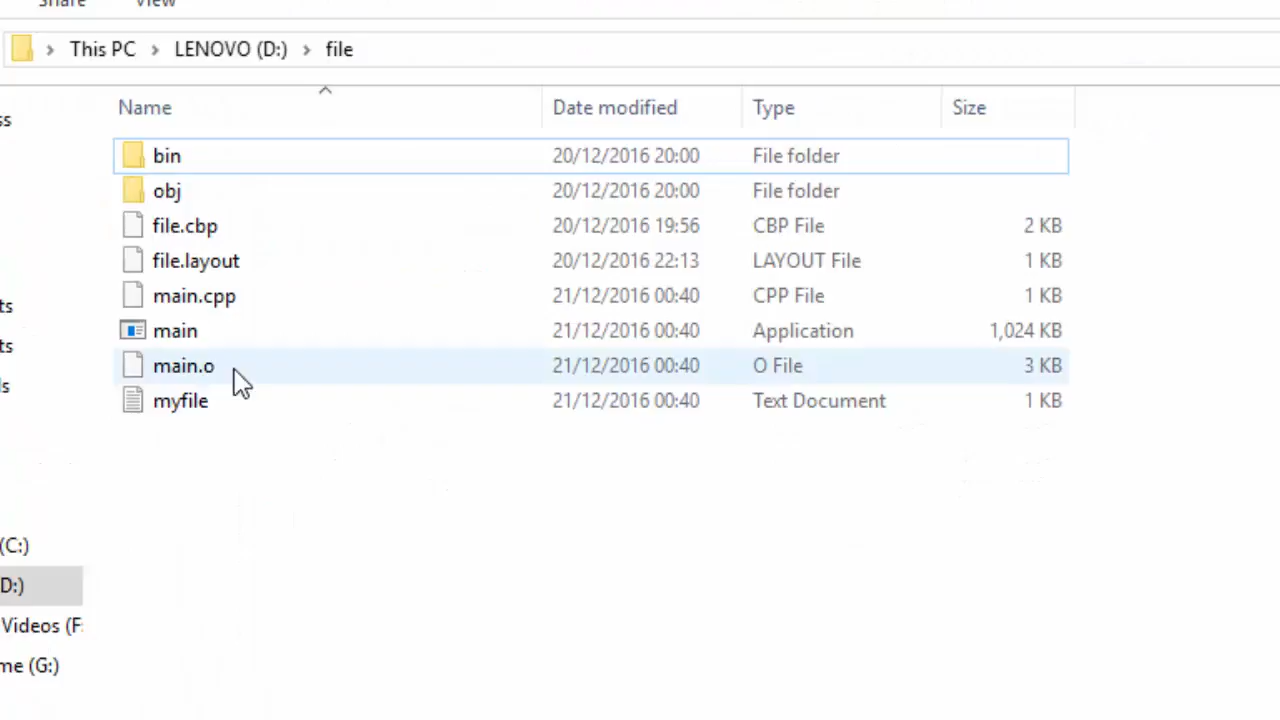 Share View
This PC > LENOVO (D:) > file
Name Date modified Type Size
bin 20/12/2016 20:00 File folder
obj 20/12/2016 20:00 File folder
file.cbp 20/12/2016 19:56 CBP File 2 KB
file.layout 20/12/2016 22:13 LAYOUT File 1 KB
main.cpp 21/12/2016 00:40 CPP File 1 KB
main 21/12/2016 00:40 Application 1,024 KB
main.o 21/12/2016 00:40 O File 3 KB
myfile 21/12/2016 00:40 Text Document 1 KB
ss
ts
ts
ls
(C:)
D:)
Videos (F:
me (G:)